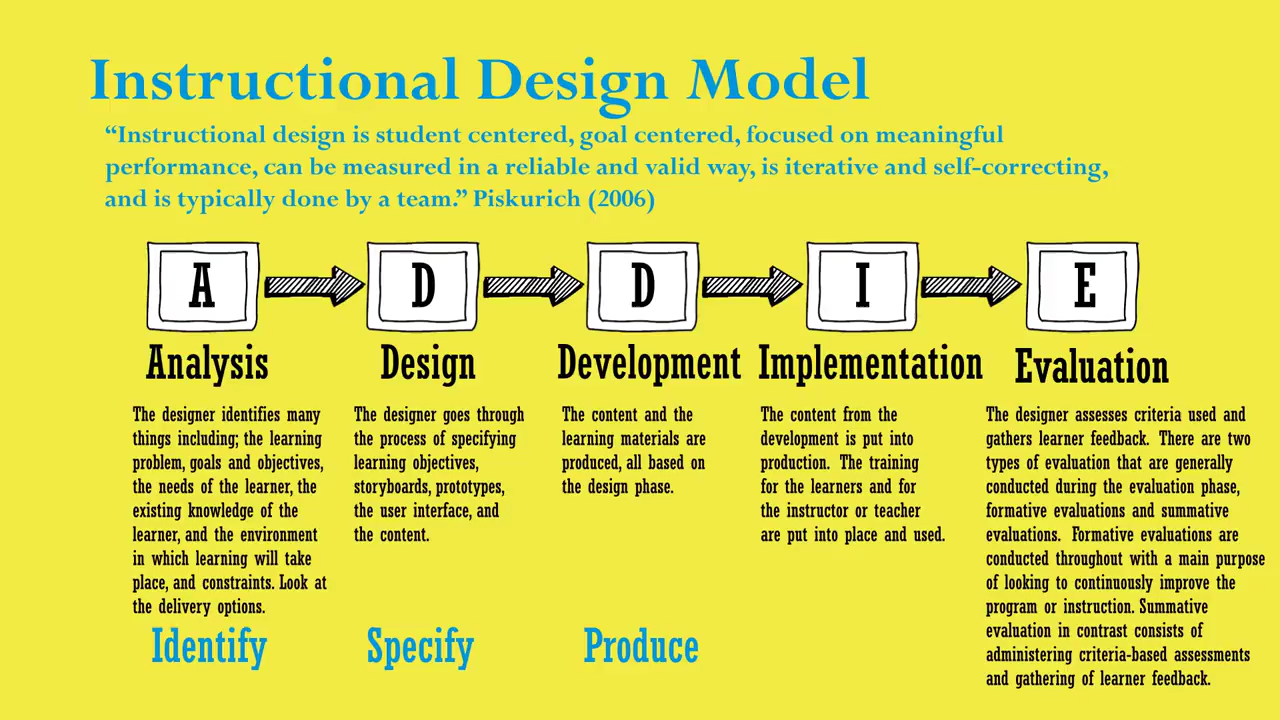 Instructional Design Model
“Instructional design is student centered, goal centered, focused on meaningful
performance, can be measured in a reliable and valid way, is iterative and self-correcting,
and is typically done by a team.” Piskurich (2006)
A
D
D
I
E
Analysis
Design
Development
Implementation
Evaluation
The designer identifies many
things including; the learning
problem, goals and objectives,
the needs of the learner, the
existing knowledge of the
learner, and the environment
in which learning will take
place, and constraints. Look at
the delivery options.
The designer goes through
the process of specifying
learning objectives,
storyboards, prototypes,
the user interface, and
the content.
The content and the
learning materials are
produced, all based on
the design phase.
The content from the
development is put into
production. The training
for the learners and for
the instructor or teacher
are put into place and used.
The designer assesses criteria used and
gathers learner feedback. There are two
types of evaluation that are generally
conducted during the evaluation phase,
formative evaluations and summative
evaluations. Formative evaluations are
conducted throughout with a main purpose
of looking to continuously improve the
program or instruction. Summative
evaluation in contrast consists of
administering criteria-based assessments
and gathering of learner feedback.
Identify
Specify
Produce